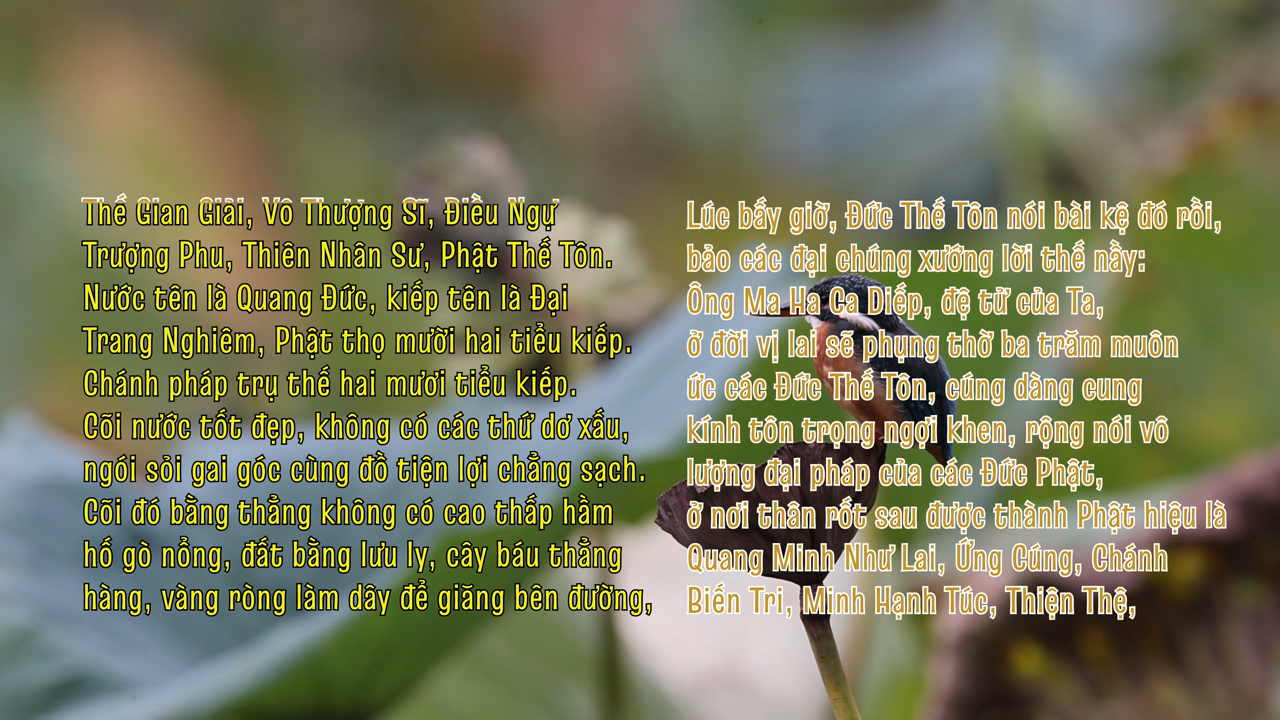 Thế Gian Giải, Vô Thượng Sĩ, Điều Ngự
Trượng Phu, Thiên Nhân Sư, Phật Thế Tôn.
Nước tên là Quang Đức, kiếp tên là Đại
Trang Nghiêm, Phật thọ mười hai tiểu kiếp.
Chánh pháp trụ thế hai mươi tiểu kiếp.
Cõi nước tốt đẹp, không có các thứ dơ xấu,
ngói sỏi gai góc cùng đồ tiện lợi chẳng sạch.
Cõi đó bằng thẳng không có cao thấp hầm
hố gò nổng, đất bằng lưu ly, cây báu thẳng
hàng, vàng ròng làm dây để giăng bên đường,
Lúc bấy giờ, Đức Thế Tôn nói bài kệ đó rồi,
bảo các đại chúng xướng lời thế nầy:
Ông Ma Ha Ca Diếp, đệ tử của Ta,
ở đời vị lai sẽ phụng thờ ba trăm muôn
ức các Đức Thế Tôn, cúng dàng cung
kính tôn trọng ngợi khen, rộng nói vô
lượng đại pháp của các Đức Phật,
ở nơi thân rốt sau được thành Phật hiệu là
Quang Minh Như Lai, Ứng Cúng, Chánh
Biến Tri, Minh Hạnh Túc, Thiện Thệ,